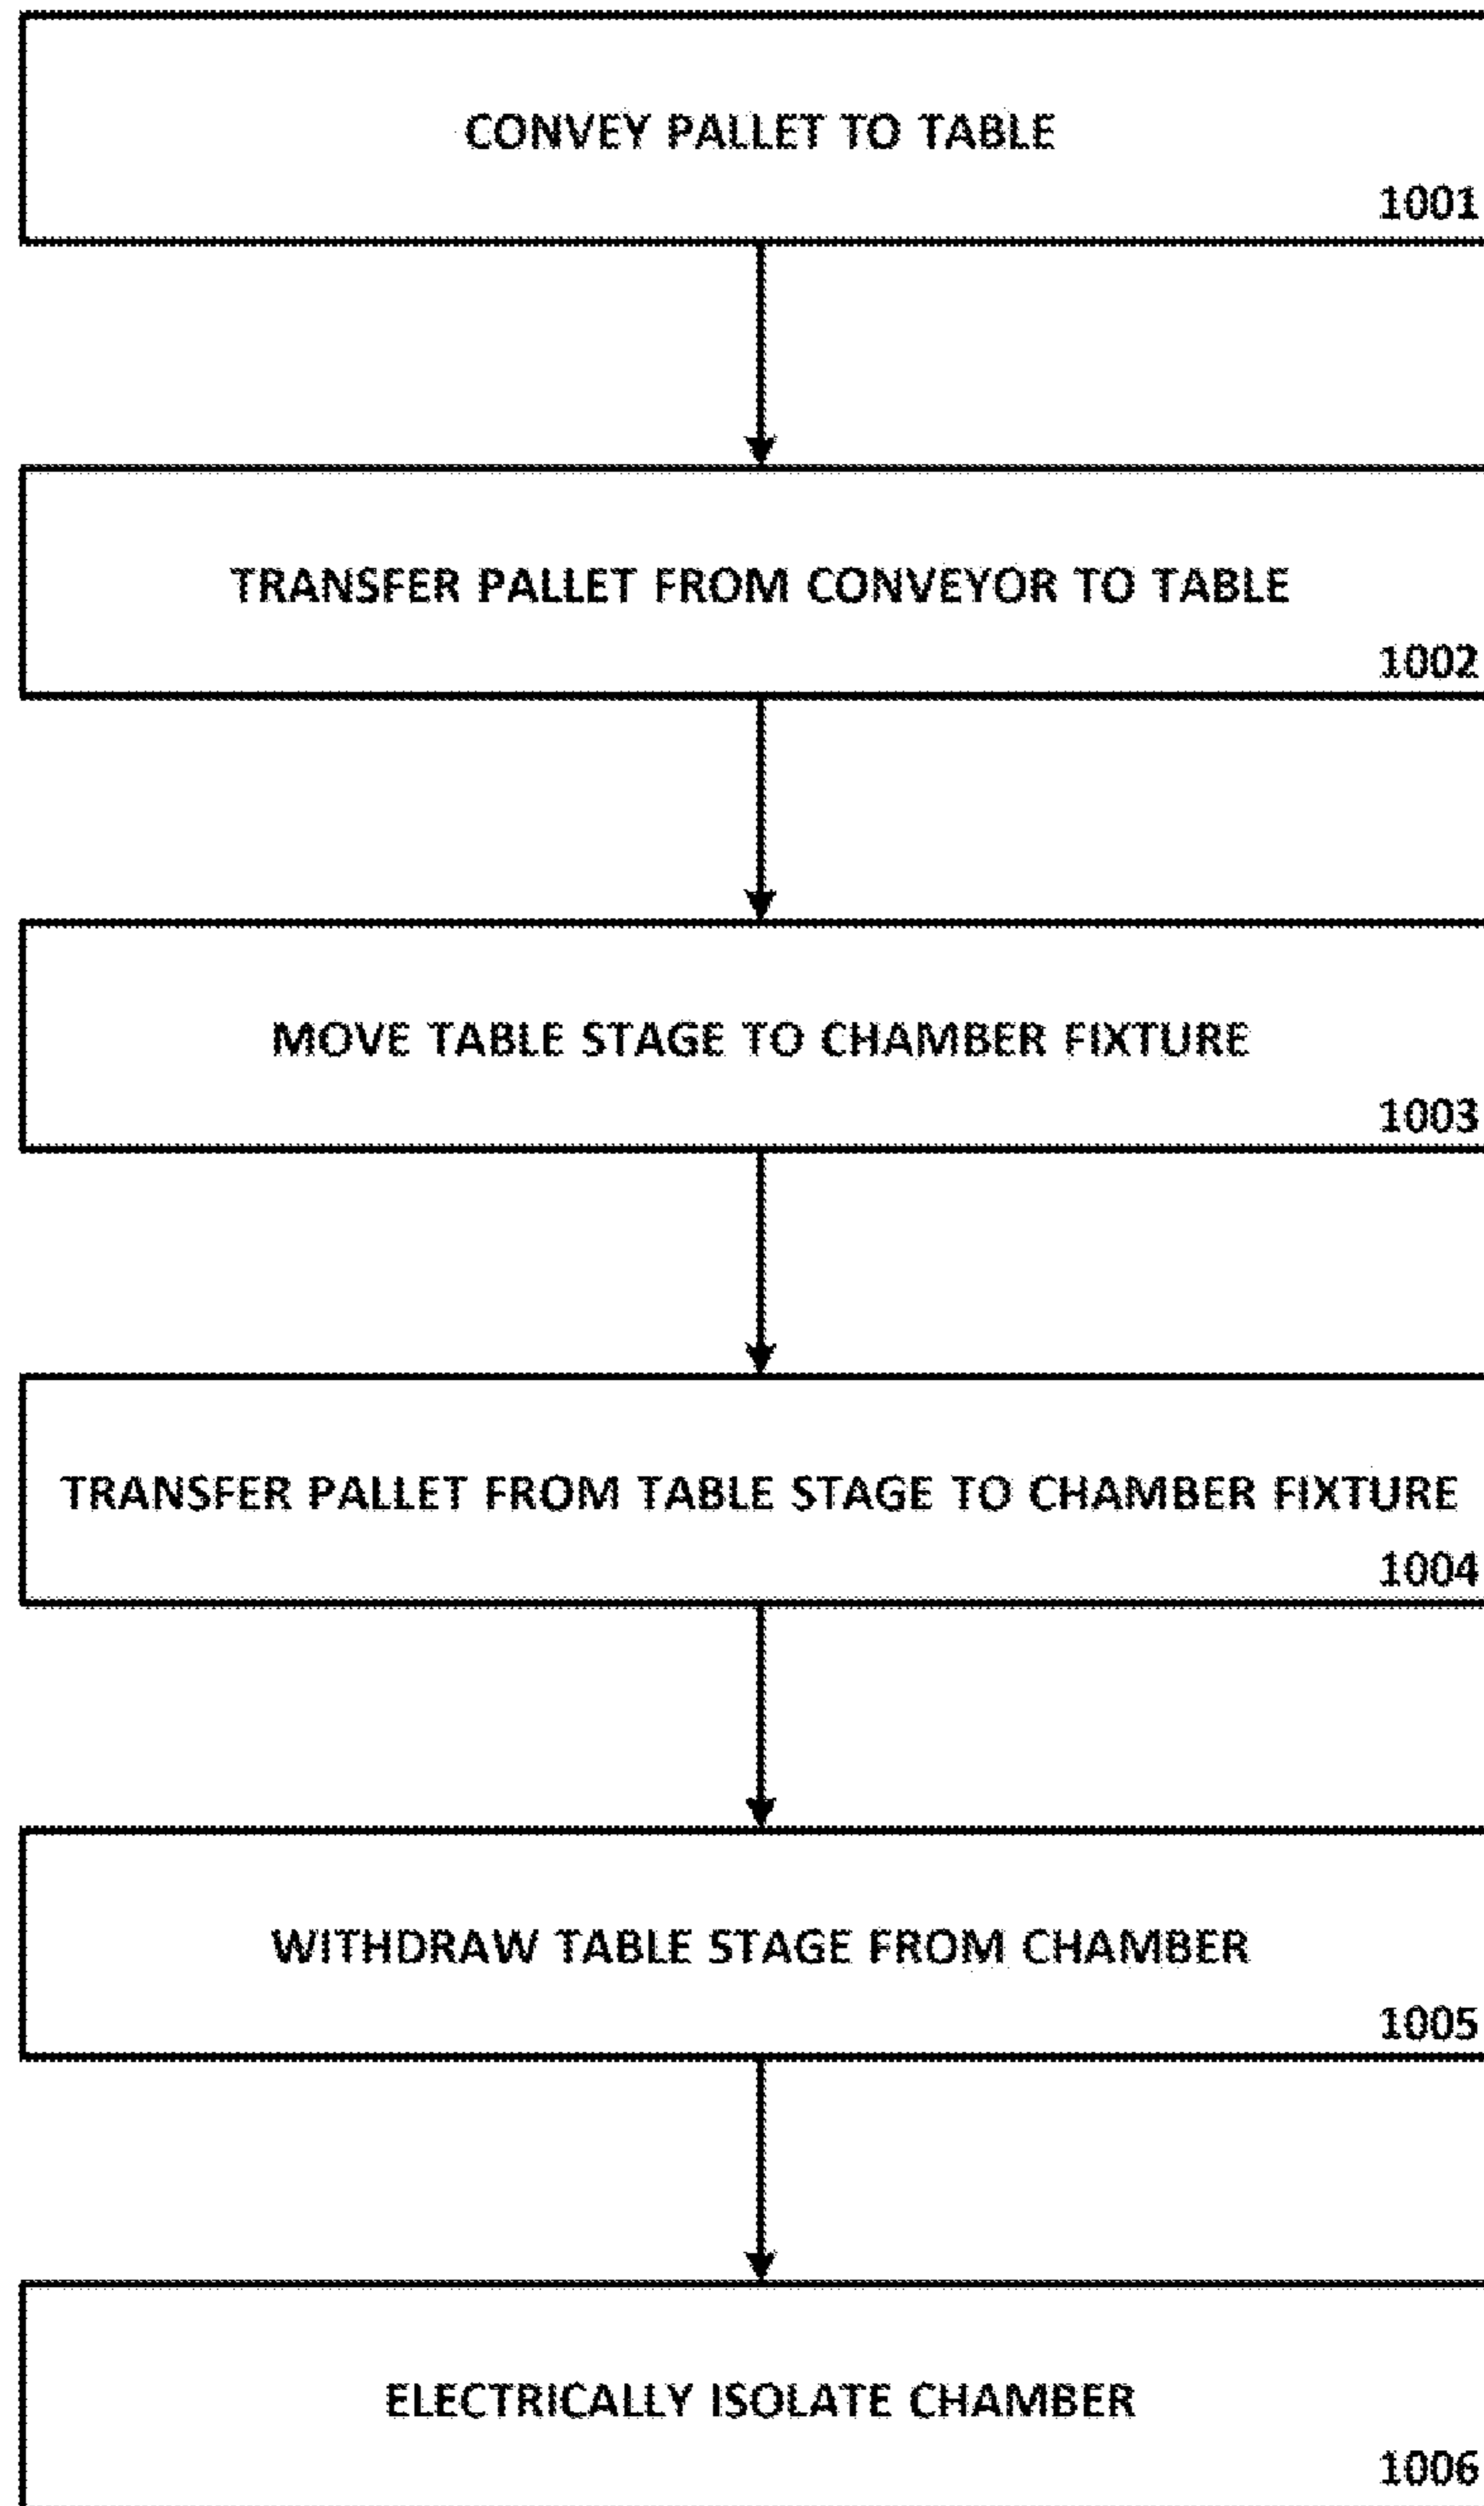 CONVEY PALLET TO TABLE
1001
TRANSFER PALLET FROM CONVEYOR TO TABLE
1002
MOVE TABLE STAGE TO CHAMBER FIXTURE
1003
TRANSFER PALLET FROM TABLE STAGE TO CHAMBER FIXTURE
1004
WITHDRAW TABLE STAGE FROM CHAMBER
1005
ELECTRICALLY ISOLATE CHAMBER
1006